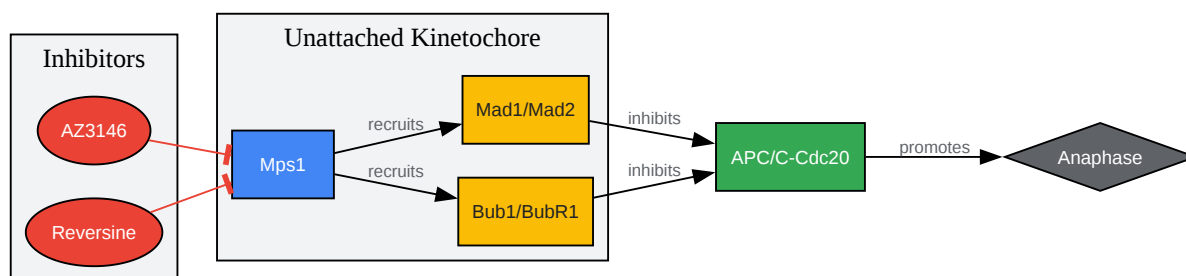 Inhibitors
Unattached Kinetochore
AZ3146
Reversine
Mps1
recruits
recruits
Mad1/Mad2
Bub1/BubR1
inhibits
inhibits
APC/C-Cdc20
promotes
Anaphase